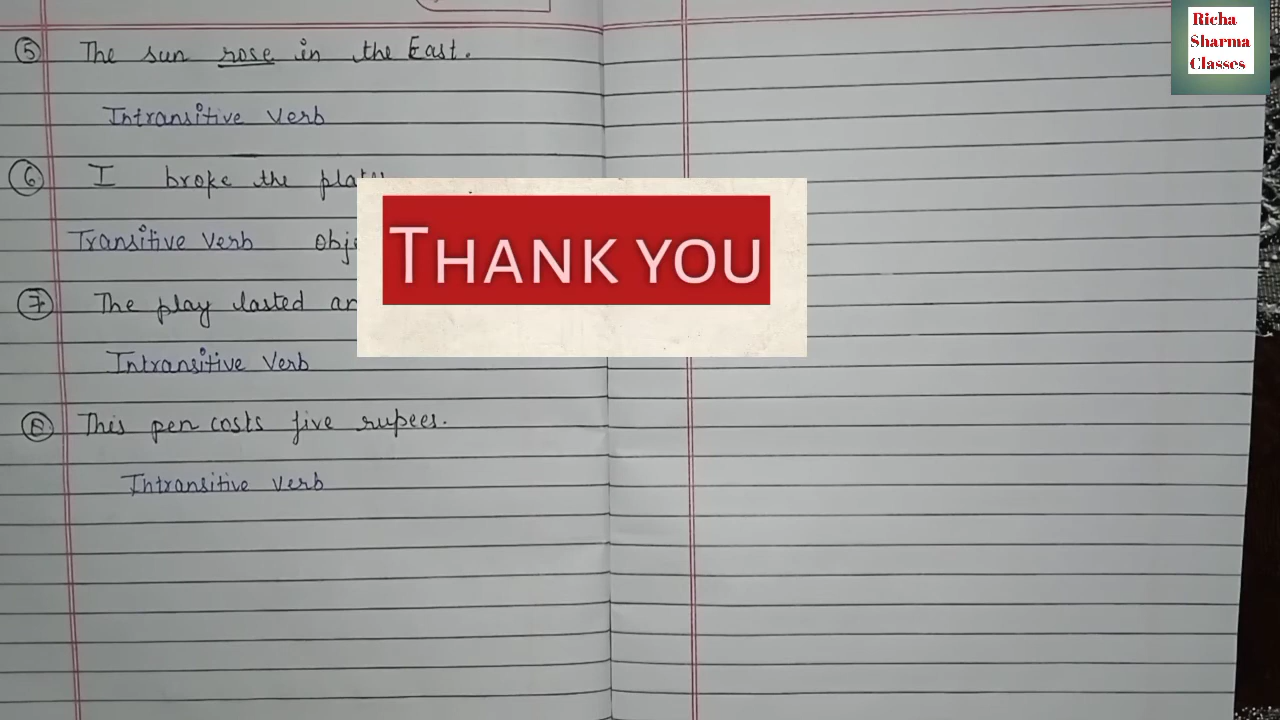 Richa
Sharma
Classes
5 The sun rose in the East.
Intransitive Verb
6 I broke the
Transitive Verb
THANK YOU
7 The play lasted
Intransitive Verb
8 This pen costs five rupees.
Intransitive Verb